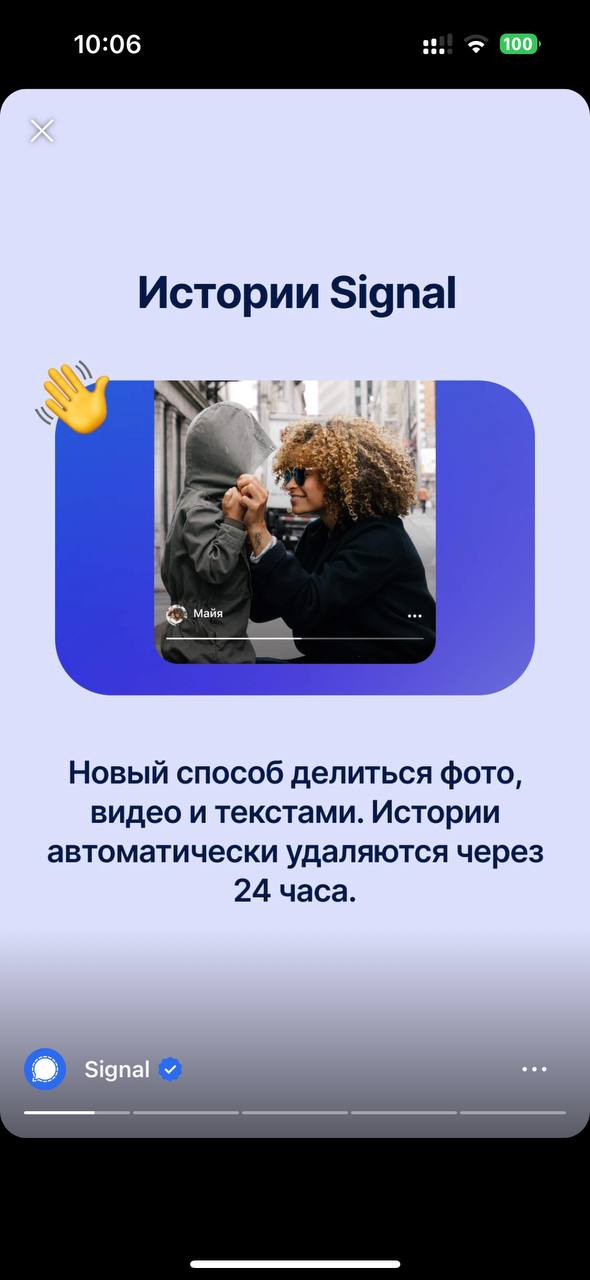 10:06
100
Истории Signal
Майя
Новый способ делиться фото,
видео и текстами. Истории
автоматически удаляются через
24 часа.
Signal